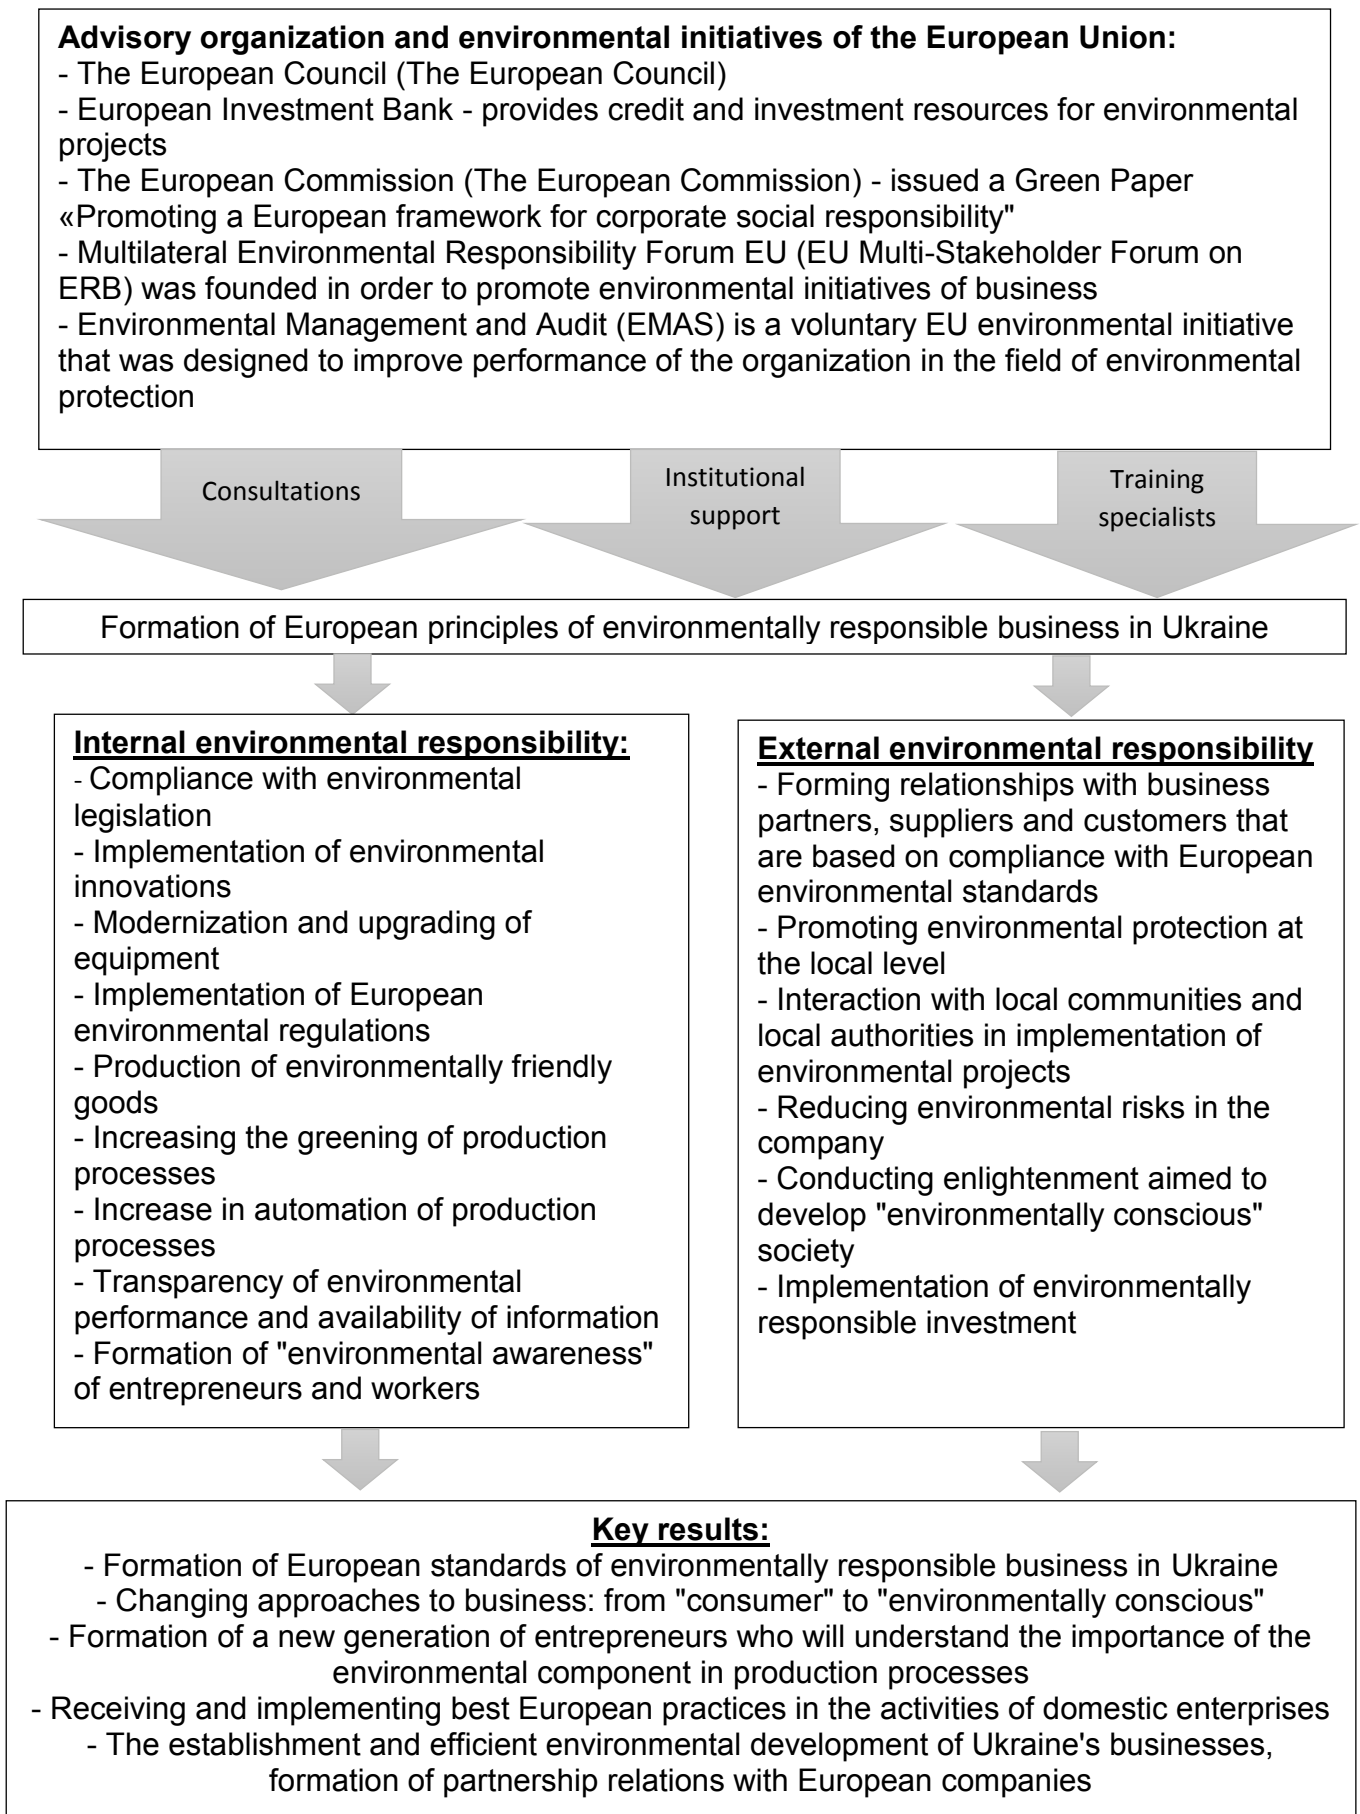 Advisory organization and environmental initiatives of the European Union:
- The European Council (The European Council)
- European Investment Bank - provides credit and investment resources for environmental
projects
- The European Commission (The European Commission) - issued a Green Paper
«Promoting a European framework for corporate social responsibility"
- Multilateral Environmental Responsibility Forum EU (EU Multi-Stakeholder Forum on
ERB) was founded in order to promote environmental initiatives of business
- Environmental Management and Audit (EMAS) is a voluntary EU environmental initiative
that was designed to improve performance of the organization in the field of environmental
protection
Consultations
Institutional
support
Training
specialists
Formation of European principles of environmentally responsible business in Ukraine
Internal environmental responsibility:
- Compliance with environmental
legislation
- Implementation of environmental
innovations
- Modernization and upgrading of
equipment
- Implementation of European
environmental regulations
- Production of environmentally friendly
goods
- Increasing the greening of production
processes
- Increase in automation of production
processes
- Transparency of environmental
performance and availability of information
- Formation of "environmental awareness"
of entrepreneurs and workers
External environmental responsibility
- Forming relationships with business
partners, suppliers and customers that
are based on compliance with European
environmental standards
- Promoting environmental protection at
the local level
- Interaction with local communities and
local authorities in implementation of
environmental projects
- Reducing environmental risks in the
company
- Conducting enlightenment aimed to
develop "environmentally conscious"
society
- Implementation of environmentally
responsible investment
Key results:
- Formation of European standards of environmentally responsible business in Ukraine
- Changing approaches to business: from "consumer" to "environmentally conscious"
- Formation of a new generation of entrepreneurs who will understand the importance of the
environmental component in production processes
- Receiving and implementing best European practices in the activities of domestic enterprises
- The establishment and efficient environmental development of Ukraine's businesses,
formation of partnership relations with European companies